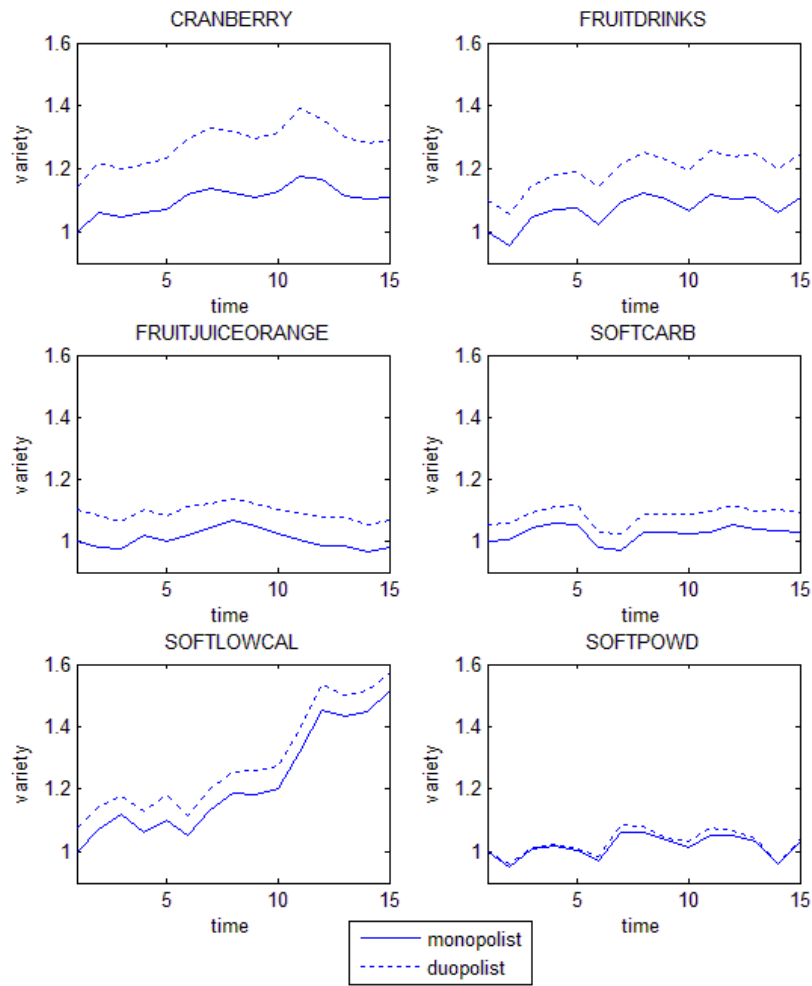 CRANBERRY
1.6
1.4
1.2
1
variety
5
10
15
time
FRUITDRINKS
1.6
1.4
1.2
1
variety
5
10
15
time
FRUITJUICEORANGE
1.6
1.4
1.2
1
variety
5
10
15
time
SOFTCARB
1.6
1.4
1.2
1
variety
5
10
15
time
SOFTLOWCAL
1.6
1.4
1.2
1
variety
5
10
15
time
SOFTPOWD
1.6
1.4
1.2
1
variety
5
10
15
time
monopolist
duopolist